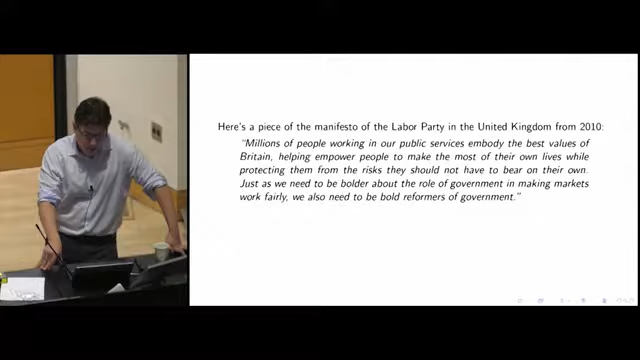 Here's a piece of the manifesto of the Labor Party in the United Kingdom from 2010:
"Millions of people working in our public services embody the best values of
Britain, helping empower people to make the most of their own lives while
protecting them from the risks they should not have to bear on their own.
Just as we need to be bolder about the role of government in making markets
work fairly, we also need to be bold reformers of government."